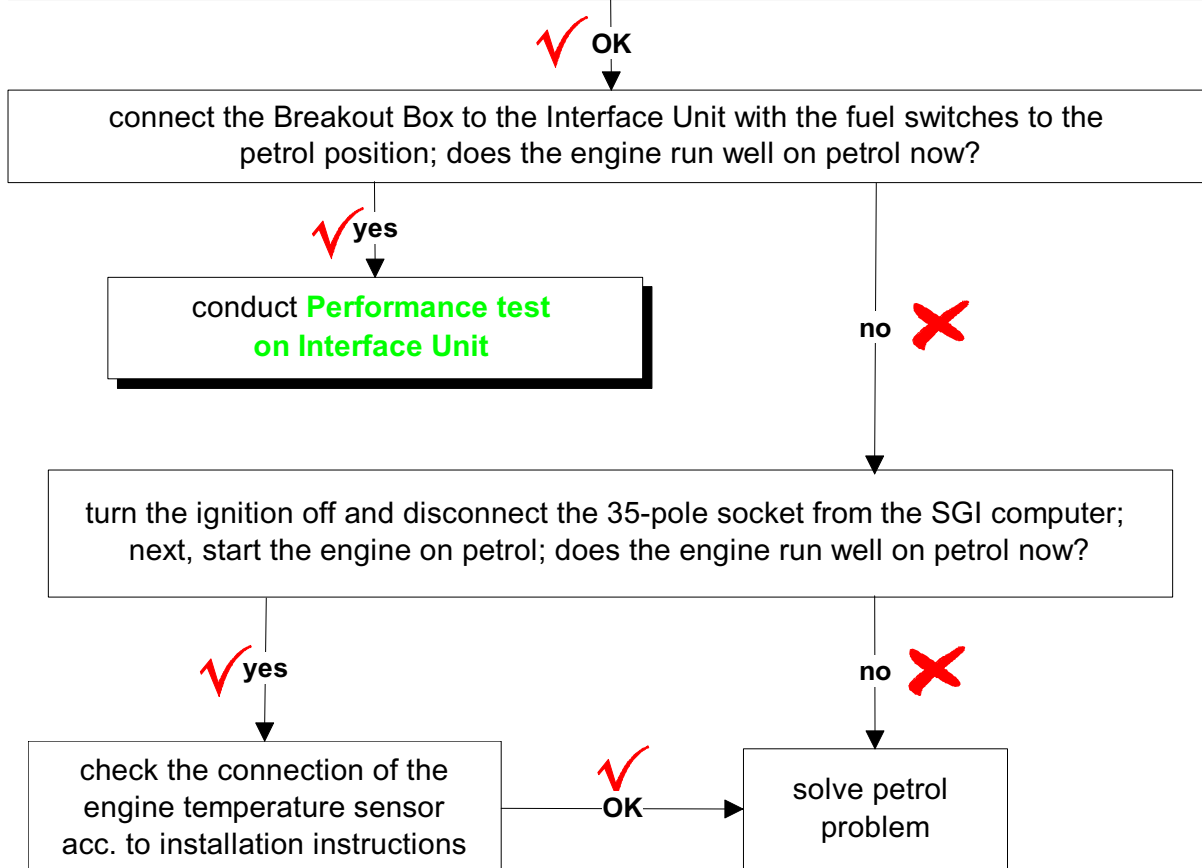 OK
connect the Breakout Box to the Interface Unit with the fuel switches to the
petrol position; does the engine run well on petrol now?
yes
conduct Performance test
on Interface Unit
no
turn the ignition off and disconnect the 35-pole socket from the SGI computer;
next, start the engine on petrol; does the engine run well on petrol now?
yes
no
check the connection of the
engine temperature sensor
acc. to installation instructions
OK
solve petrol
problem